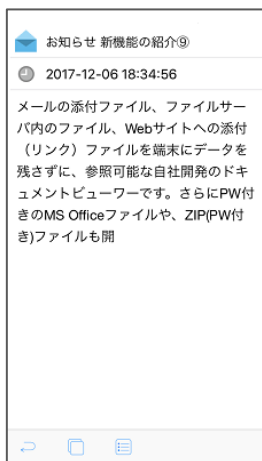 お知らせ 新機能の紹介⑨
2017-12-06 18:34:56
メールの添付ファイル、ファイルサー
バ内のファイル、Webサイトへの添付
（リンク）ファイルを端末にデータを
残さずに、参照可能な自社開発のドキ
ュメントビューワーです。さらにPW付
きのMS Officeファイルや、ZIP(PW付
き)ファイルも開